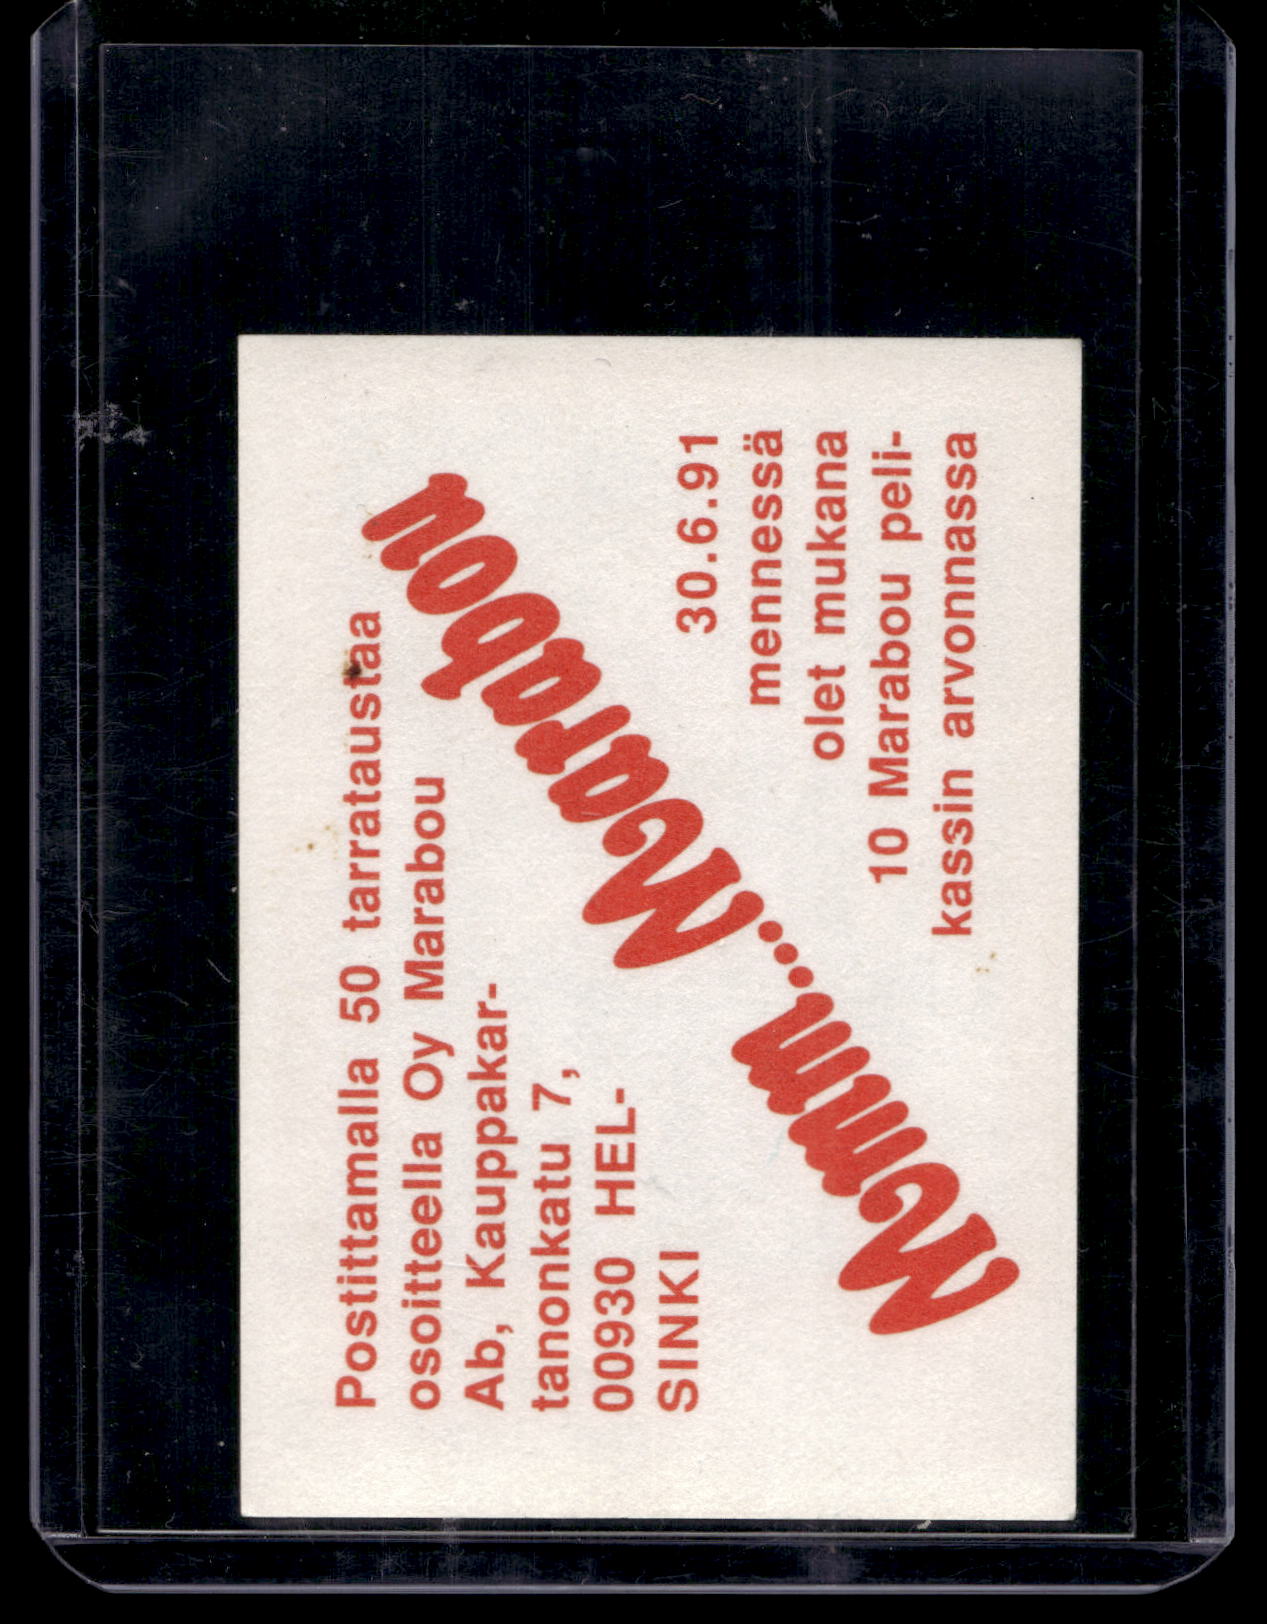 Postittamalla 50 tarrataustaa
osoitteella Oy Marabou
Ab, Kauppakar-
tanonkatu 7,
00930 HEL-
SINKI
Mmmm...Marabou
30.6.91
mennessä
olet mukana
10 Marabou peli-
kassin arvonnassa